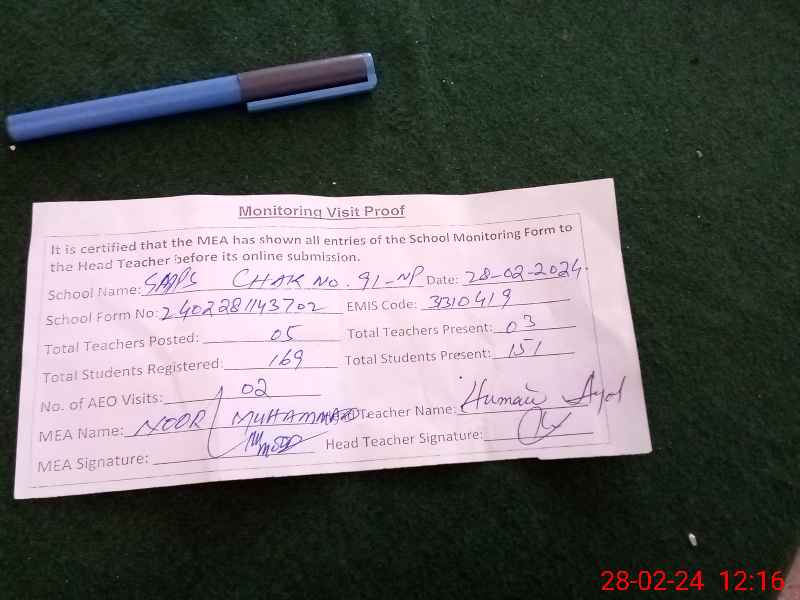 Monitoring Visit Proof
It is certified that the MEA has shown all entries of the School Monitoring Form to
the Head Teacher before its online submission.
School Name: SAAPS CHAK NO. 91-NP Date: 28-02-2024.
School Form No: 2402281143702 EMIS Code: 31310419
Total Teachers Posted: 05 Total Teachers Present: 03
Total Students Registered: 169 Total Students Present: 151
No. of AEO Visits: 02
MEA Name: NOOR MUHAMMAD Teacher Name: Humair
MEA Signature: Head Teacher Signature:
28-02-24 12:16